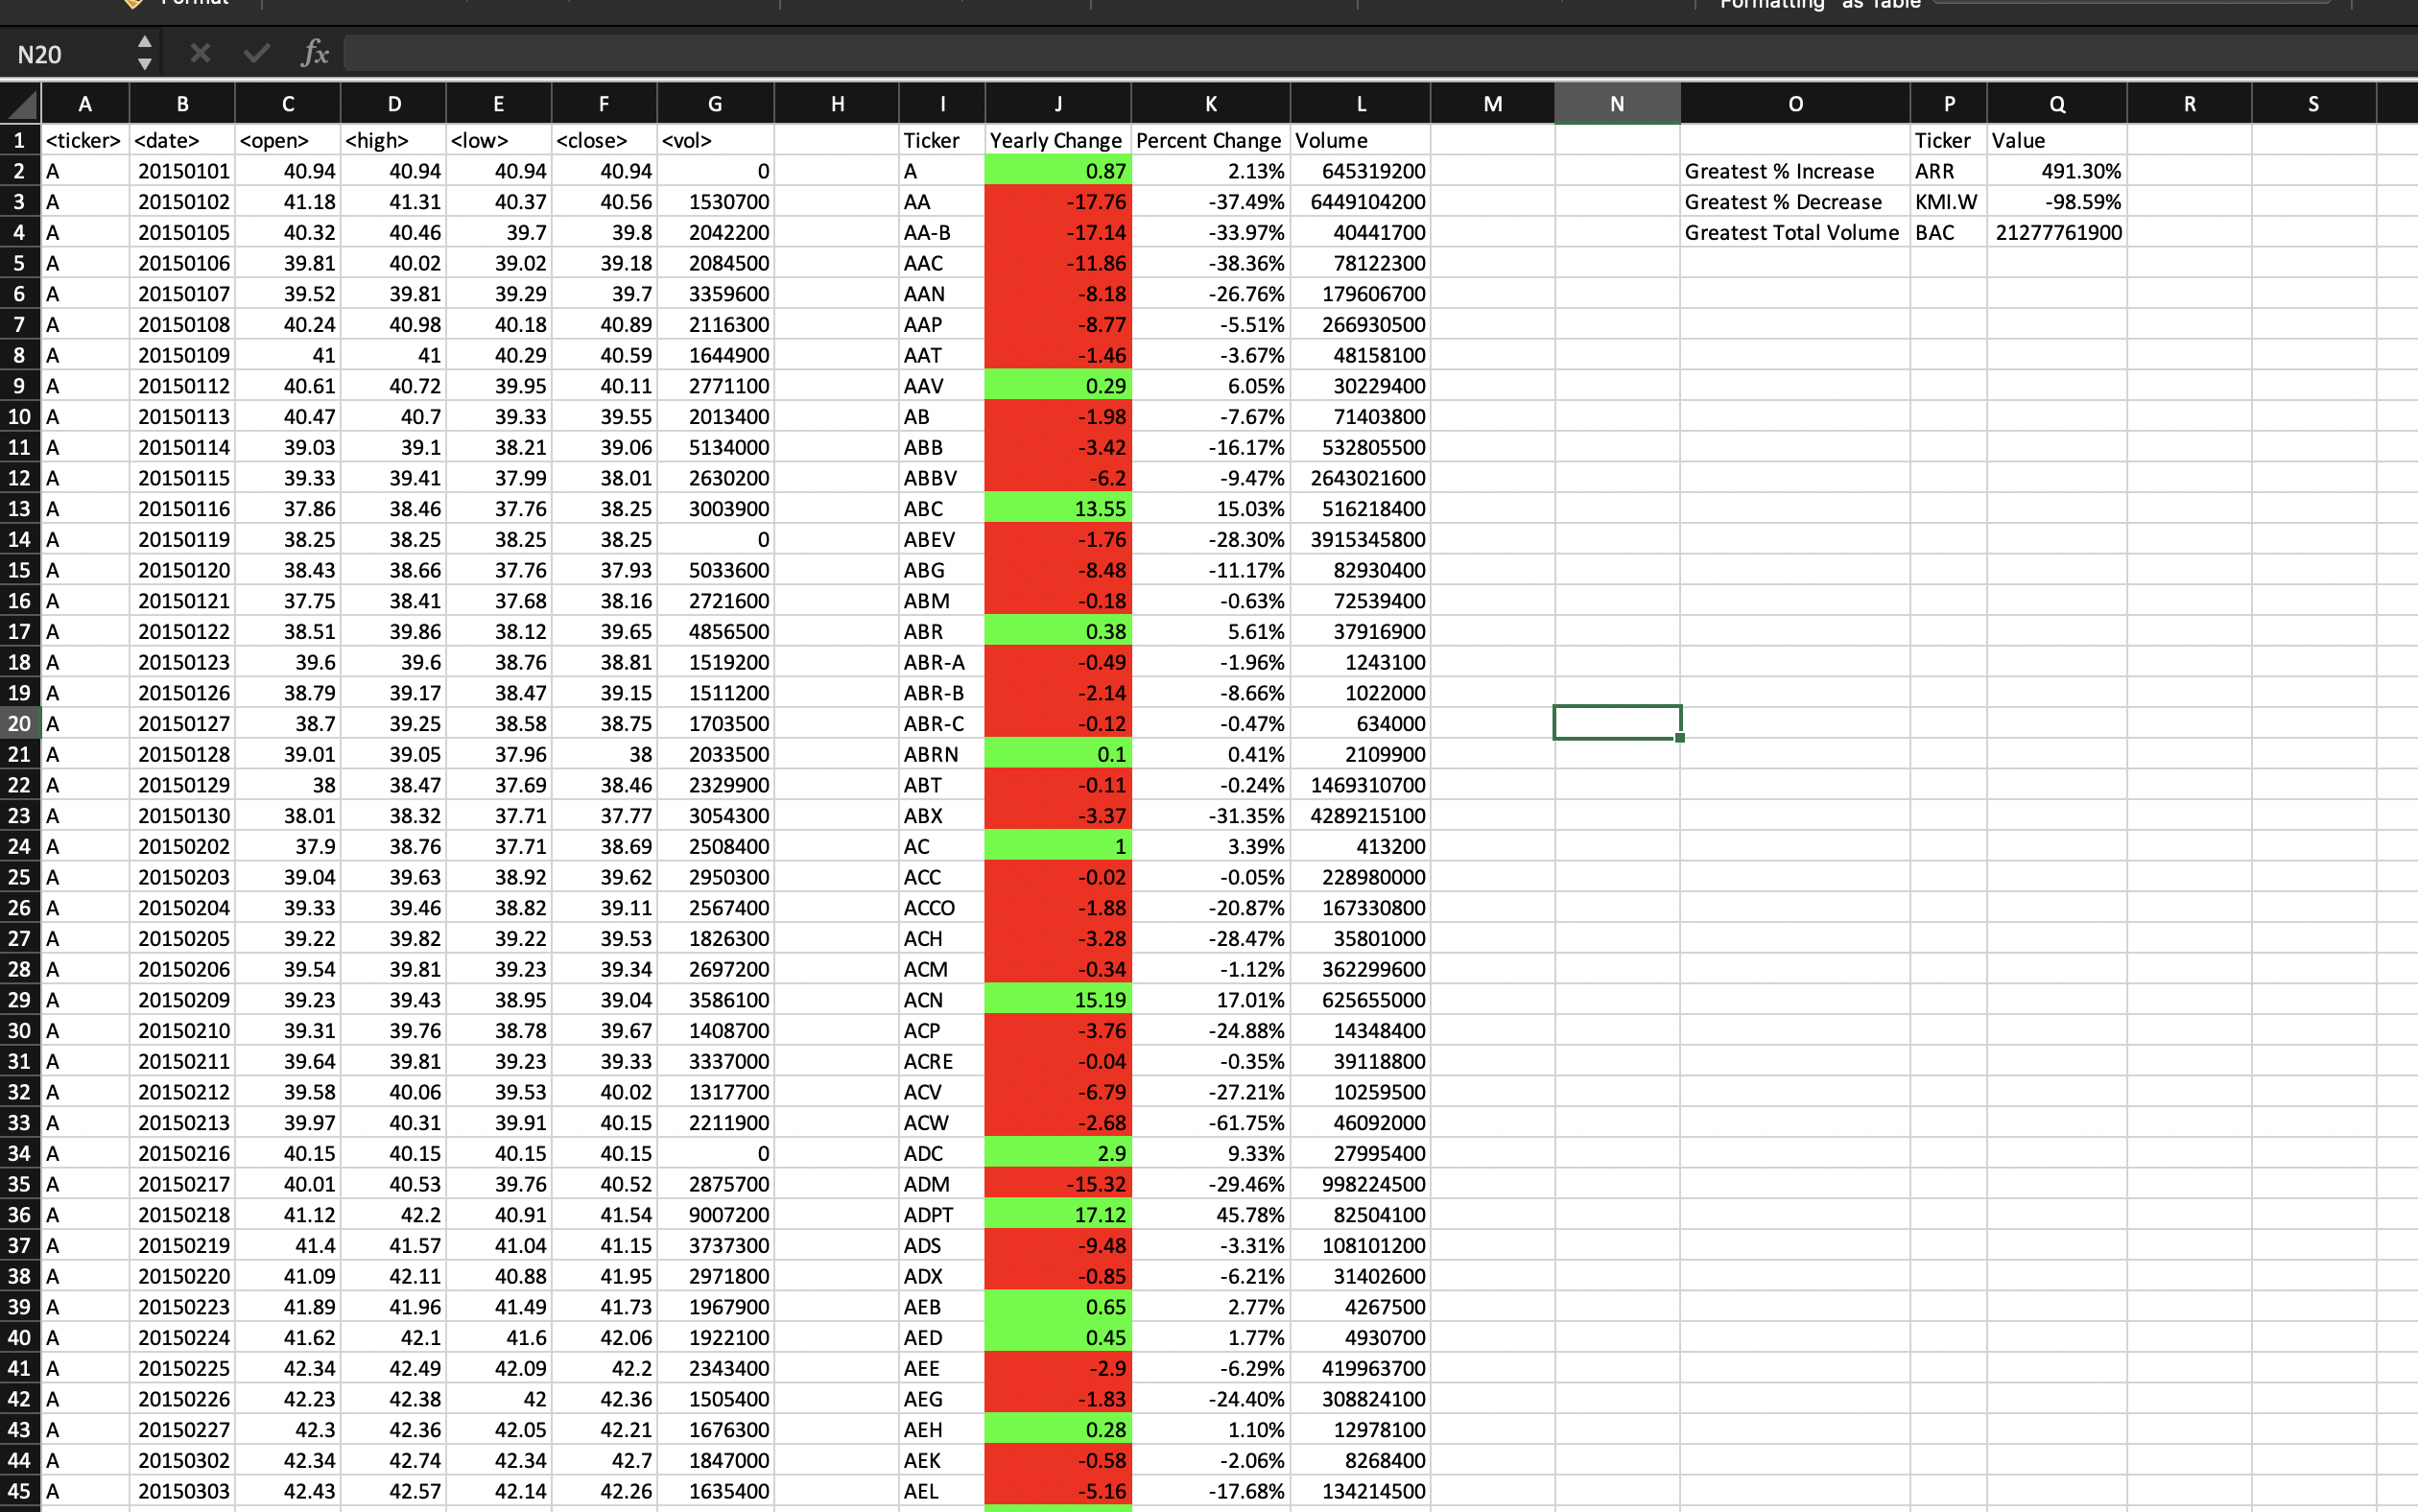 Format Formatting as Table
N20 fx
A B C D E F G H I J K L M N O P Q R S
1 <ticker> <date> <open> <high> <low> <close> <vol> Ticker Yearly Change Percent Change Volume Ticker Value
2 A 20150101 40.94 40.94 40.94 40.94 0 A 0.87 2.13% 645319200 Greatest % Increase ARR 491.30%
3 A 20150102 41.18 41.31 40.37 40.56 1530700 AA -17.76 -37.49% 6449104200 Greatest % Decrease KMI.W -98.59%
4 A 20150105 40.32 40.46 39.7 39.8 2042200 AA-B -17.14 -33.97% 40441700 Greatest Total Volume BAC 21277761900
5 A 20150106 39.81 40.02 39.02 39.18 2084500 AAC -11.86 -38.36% 78122300
6 A 20150107 39.52 39.81 39.29 39.7 3359600 AAN -8.18 -26.76% 179606700
7 A 20150108 40.24 40.98 40.18 40.89 2116300 AAP -8.77 -5.51% 266930500
8 A 20150109 41 41 40.29 40.59 1644900 AAT -1.46 -3.67% 48158100
9 A 20150112 40.61 40.72 39.95 40.11 2771100 AAV 0.29 6.05% 30229400
10 A 20150113 40.47 40.7 39.33 39.55 2013400 AB -1.98 -7.67% 71403800
11 A 20150114 39.03 39.1 38.21 39.06 5134000 ABB -3.42 -16.17% 532805500
12 A 20150115 39.33 39.41 37.99 38.01 2630200 ABBV -6.2 -9.47% 2643021600
13 A 20150116 37.86 38.46 37.76 38.25 3003900 ABC 13.55 15.03% 516218400
14 A 20150119 38.25 38.25 38.25 38.25 0 ABEV -1.76 -28.30% 3915345800
15 A 20150120 38.43 38.66 37.76 37.93 5033600 ABG -8.48 -11.17% 82930400
16 A 20150121 37.75 38.41 37.68 38.16 2721600 ABM -0.18 -0.63% 72539400
17 A 20150122 38.51 39.86 38.12 39.65 4856500 ABR 0.38 5.61% 37916900
18 A 20150123 39.6 39.6 38.76 38.81 1519200 ABR-A -0.49 -1.96% 1243100
19 A 20150126 38.79 39.17 38.47 39.15 1511200 ABR-B -2.14 -8.66% 1022000
20 A 20150127 38.7 39.25 38.58 38.75 1703500 ABR-C -0.12 -0.47% 634000
21 A 20150128 39.01 39.05 37.96 38 2033500 ABRN 0.1 0.41% 2109900
22 A 20150129 38 38.47 37.69 38.46 2329900 ABT -0.11 -0.24% 1469310700
23 A 20150130 38.01 38.32 37.71 37.77 3054300 ABX -3.37 -31.35% 4289215100
24 A 20150202 37.9 38.76 37.71 38.69 2508400 AC 1 3.39% 413200
25 A 20150203 39.04 39.63 38.92 39.62 2950300 ACC -0.02 -0.05% 228980000
26 A 20150204 39.33 39.46 38.82 39.11 2567400 ACCO -1.88 -20.87% 167330800
27 A 20150205 39.22 39.82 39.22 39.53 1826300 ACH -3.28 -28.47% 35801000
28 A 20150206 39.54 39.81 39.23 39.34 2697200 ACM -0.34 -1.12% 362299600
29 A 20150209 39.23 39.43 38.95 39.04 3586100 ACN 15.19 17.01% 625655000
30 A 20150210 39.31 39.76 38.78 39.67 1408700 ACP -3.76 -24.88% 14348400
31 A 20150211 39.64 39.81 39.23 39.33 3337000 ACRE -0.04 -0.35% 39118800
32 A 20150212 39.58 40.06 39.53 40.02 1317700 ACV -6.79 -27.21% 10259500
33 A 20150213 39.97 40.31 39.91 40.15 2211900 ACW -2.68 -61.75% 46092000
34 A 20150216 40.15 40.15 40.15 40.15 0 ADC 2.9 9.33% 27995400
35 A 20150217 40.01 40.53 39.76 40.52 2875700 ADM -15.32 -29.46% 998224500
36 A 20150218 41.12 42.2 40.91 41.54 9007200 ADPT 17.12 45.78% 82504100
37 A 20150219 41.4 41.57 41.04 41.15 3737300 ADS -9.48 -3.31% 108101200
38 A 20150220 41.09 42.11 40.88 41.95 2971800 ADX -0.85 -6.21% 31402600
39 A 20150223 41.89 41.96 41.49 41.73 1967900 AEB 0.65 2.77% 4267500
40 A 20150224 41.62 42.1 41.6 42.06 1922100 AED 0.45 1.77% 4930700
41 A 20150225 42.34 42.49 42.09 42.2 2343400 AEE -2.9 -6.29% 419963700
42 A 20150226 42.23 42.38 42 42.36 1505400 AEG -1.83 -24.40% 308824100
43 A 20150227 42.3 42.36 42.05 42.21 1676300 AEH 0.28 1.10% 12978100
44 A 20150302 42.34 42.74 42.34 42.7 1847000 AEK -0.58 -2.06% 8268400
45 A 20150303 42.43 42.57 42.14 42.26 1635400 AEL -5.16 -17.68% 134214500